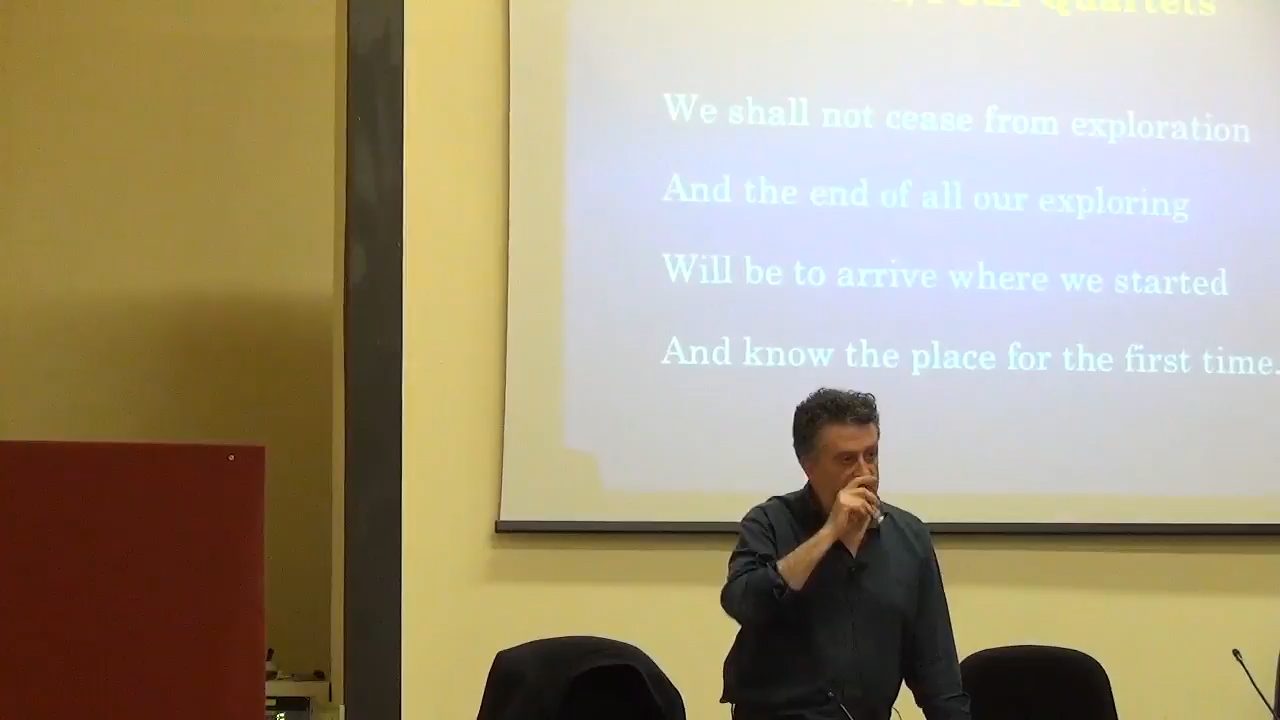 Quartets
We shall not cease from exploration
And the end of all our exploring
Will be to arrive where we started
And know the place for the first time.